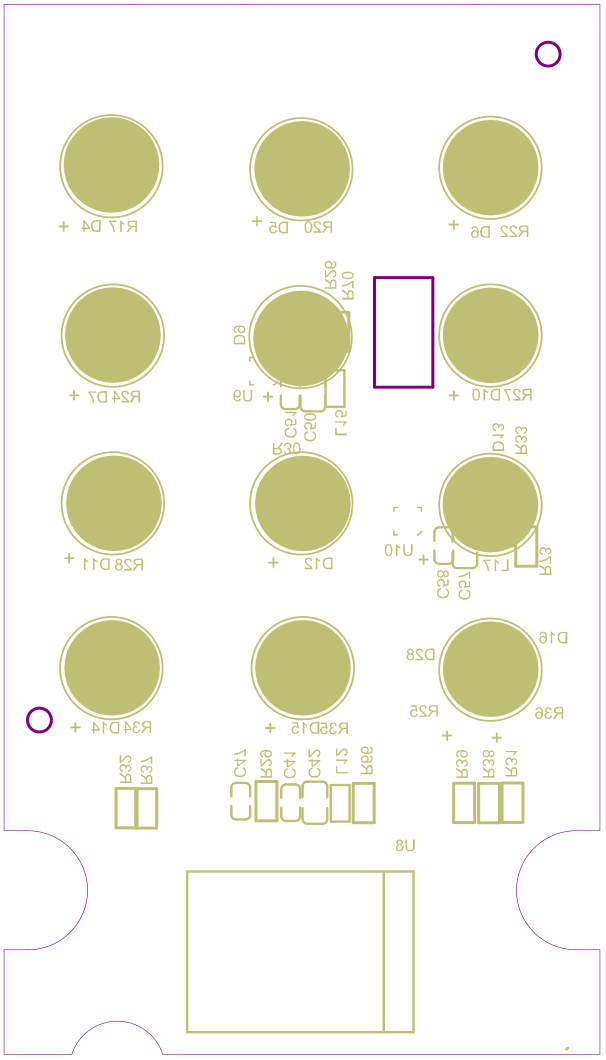 + D4 R17
+ D5 R20
+ D6 R22
R26
R70
D9
U9 +
+ D7 R24
+ D10 R27
C51
C50
L15
R30
D13
R33
U10
+ D11 R28
+ D12
+ L17
R73
C58
C57
D16
D28
R25
R36
+ D14 R34
+ D15 R35
+ +
R32
R37
C47
R29
C41
C42
L12
R66
R39
R38
R31
U8